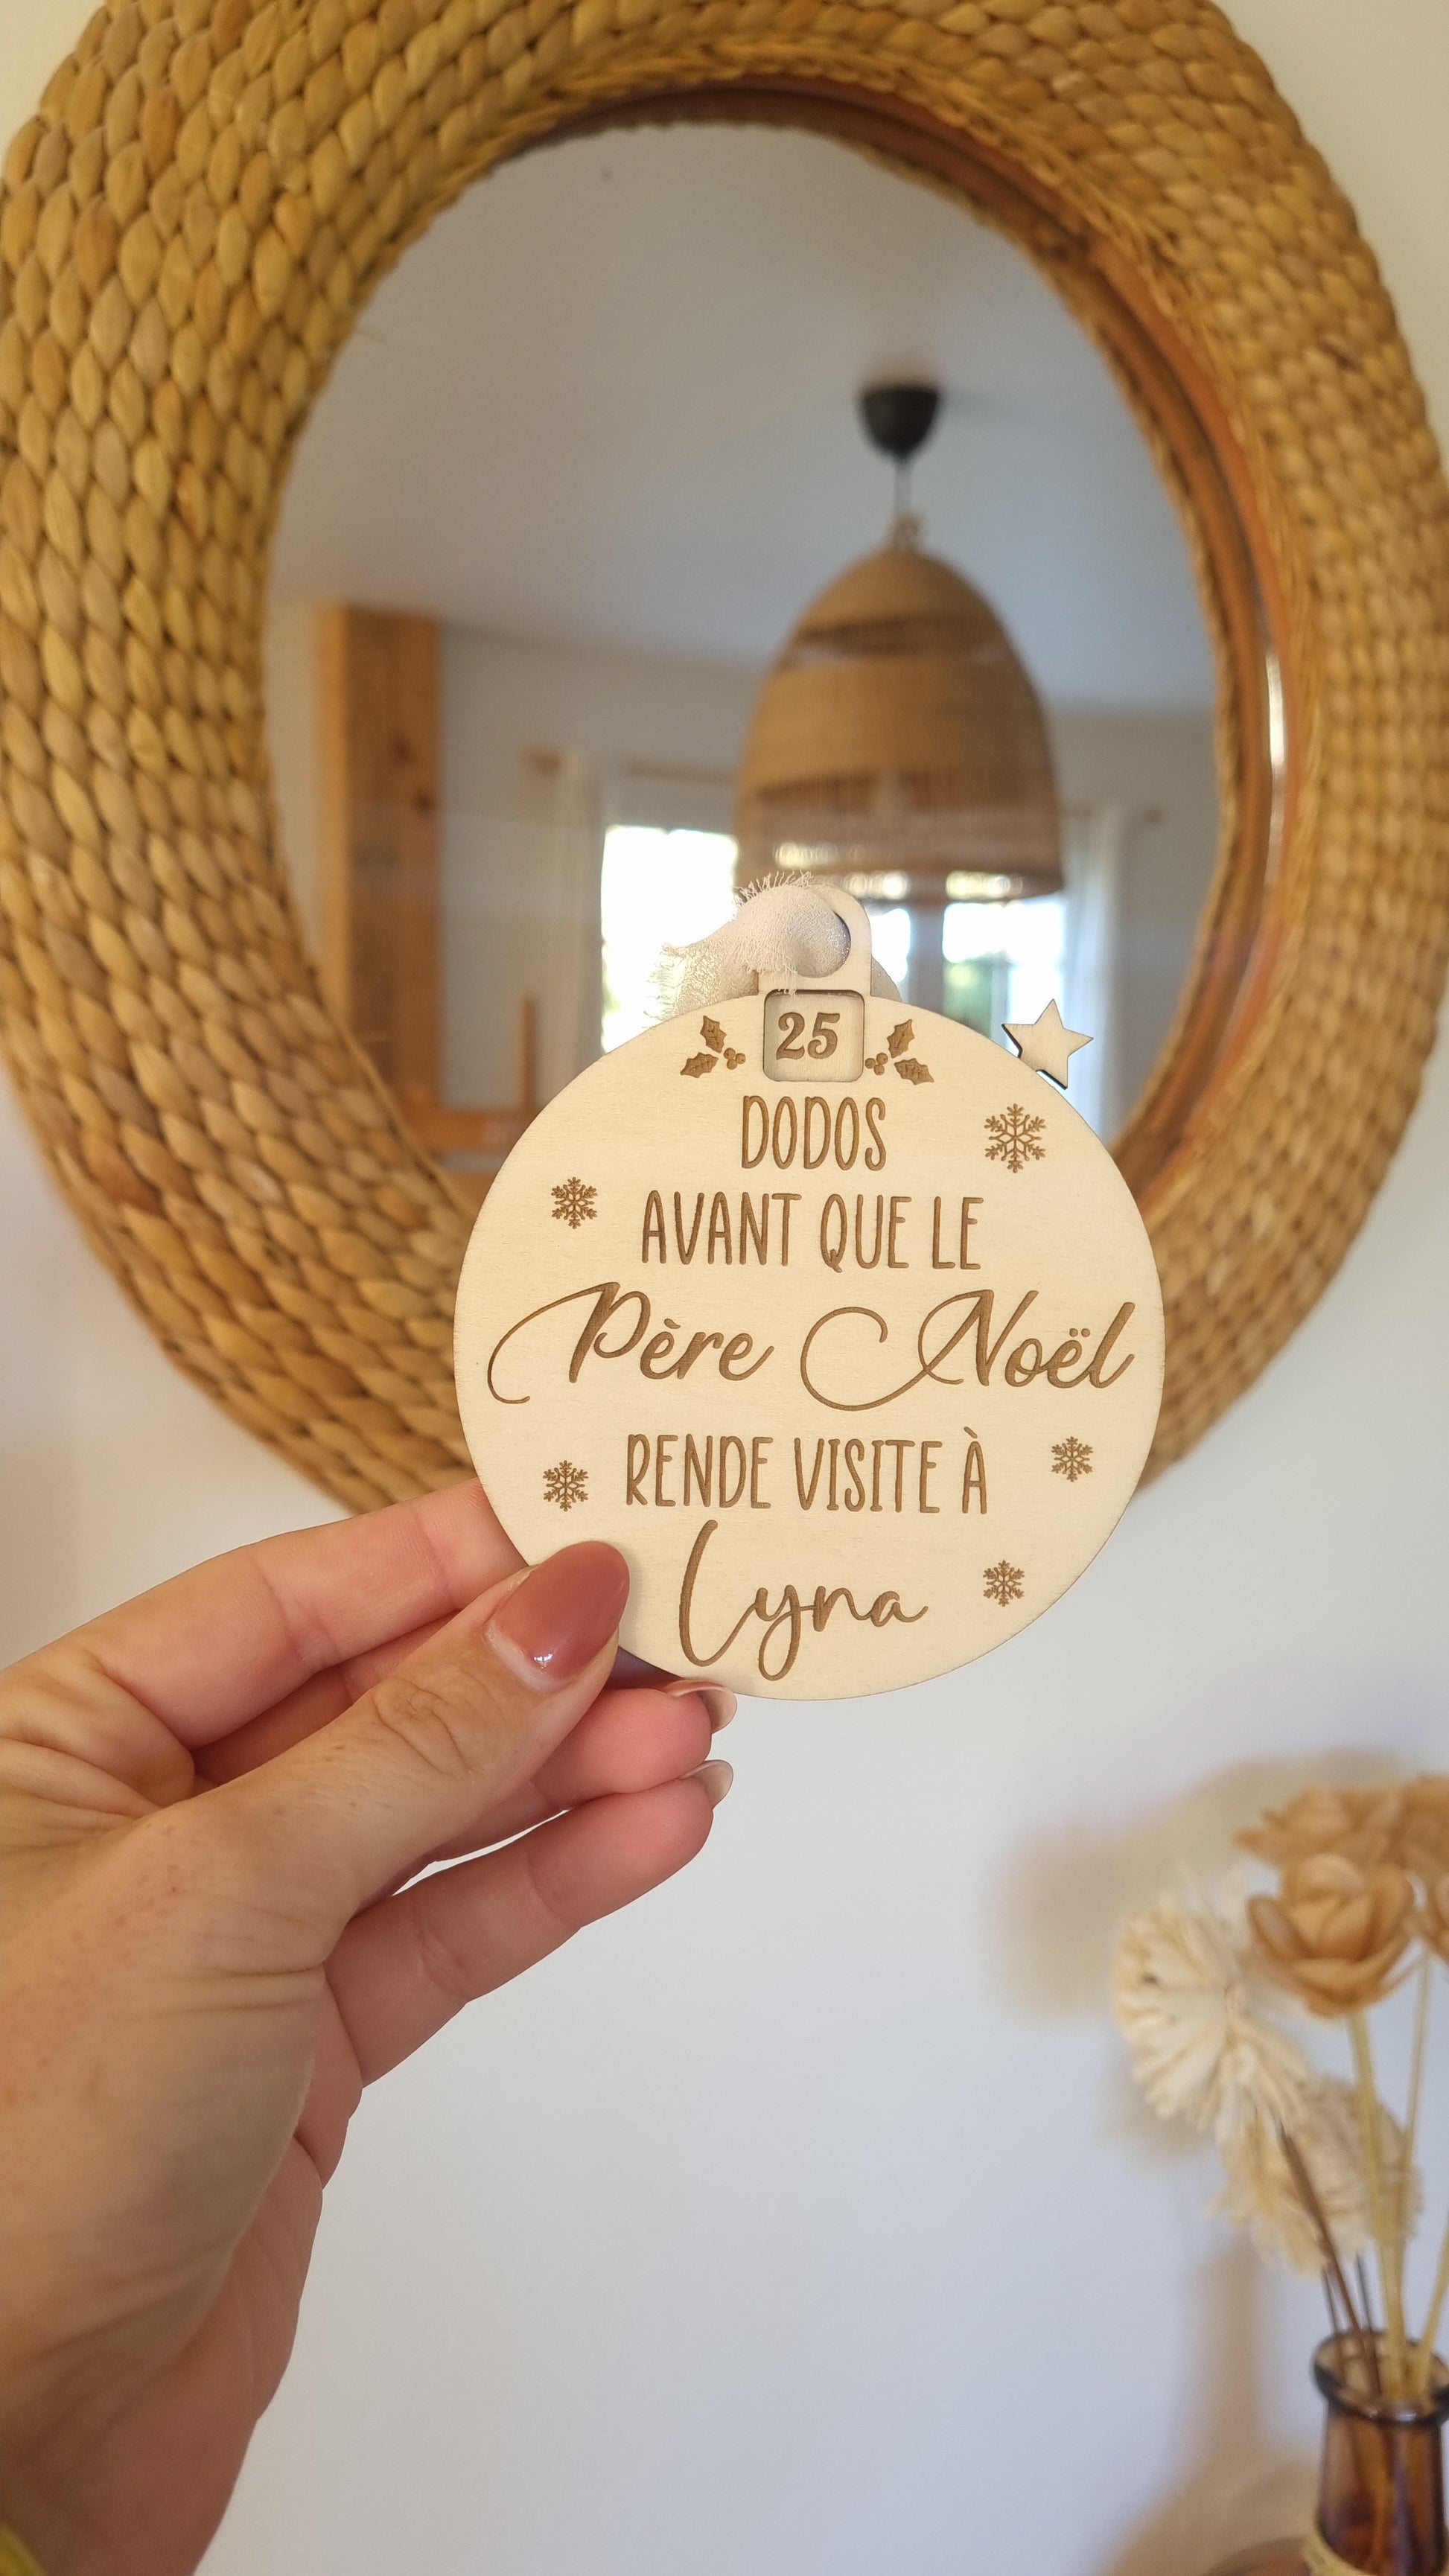 25
DODOS
AVANT QUE LE
Père Noël
RENDE VISITE À
Lyna